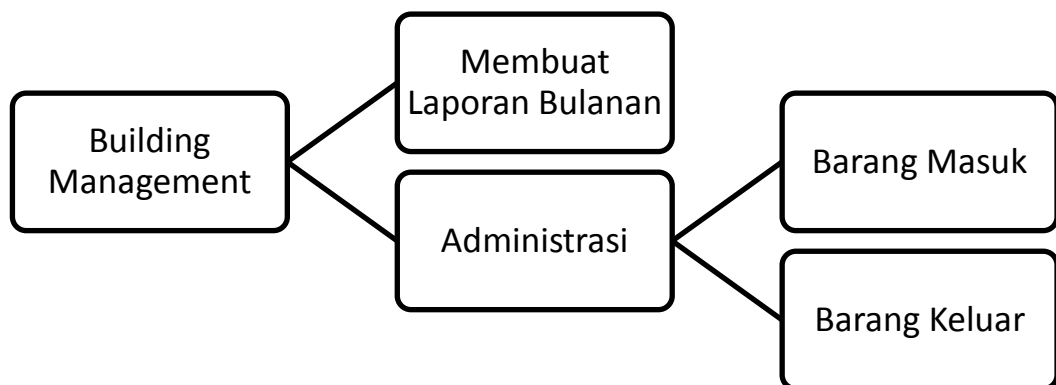 Building
Management
Membuat
Laporan Bulanan
Administrasi
Barang Masuk
Barang Keluar